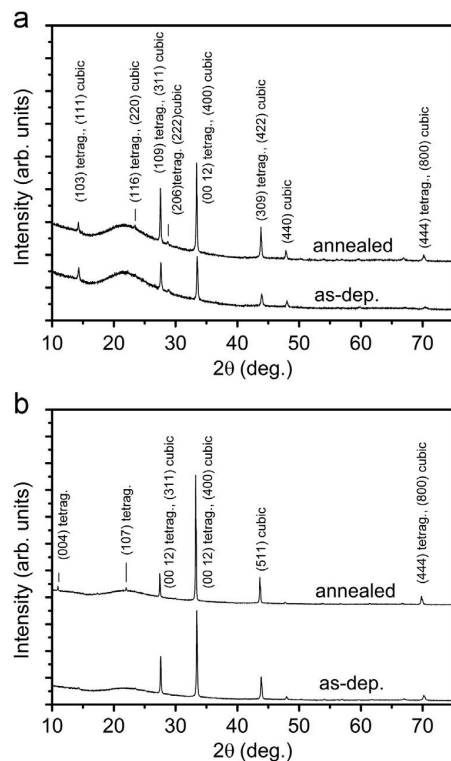 a
Intensity (arb. units)
(103) tetrag., (111) cubic
(116) tetrag., (220) cubic
(109) tetrag., (311) cubic
(206)tetrag. (222)cubic
(00 12) tetrag., (400) cubic
(309) tetrag., (422) cubic
(440) cubic
(444) tetrag., (800) cubic
annealed
as-dep.
10 20 30 40 50 60 70
2θ (deg.)
b
Intensity (arb. units)
(004) tetrag.
(107) tetrag.
(00 12) tetrag., (311) cubic
(00 12) tetrag., (400) cubic
(511) cubic
(444) tetrag., (800) cubic
annealed
as-dep.
10 20 30 40 50 60 70
2θ (deg.)